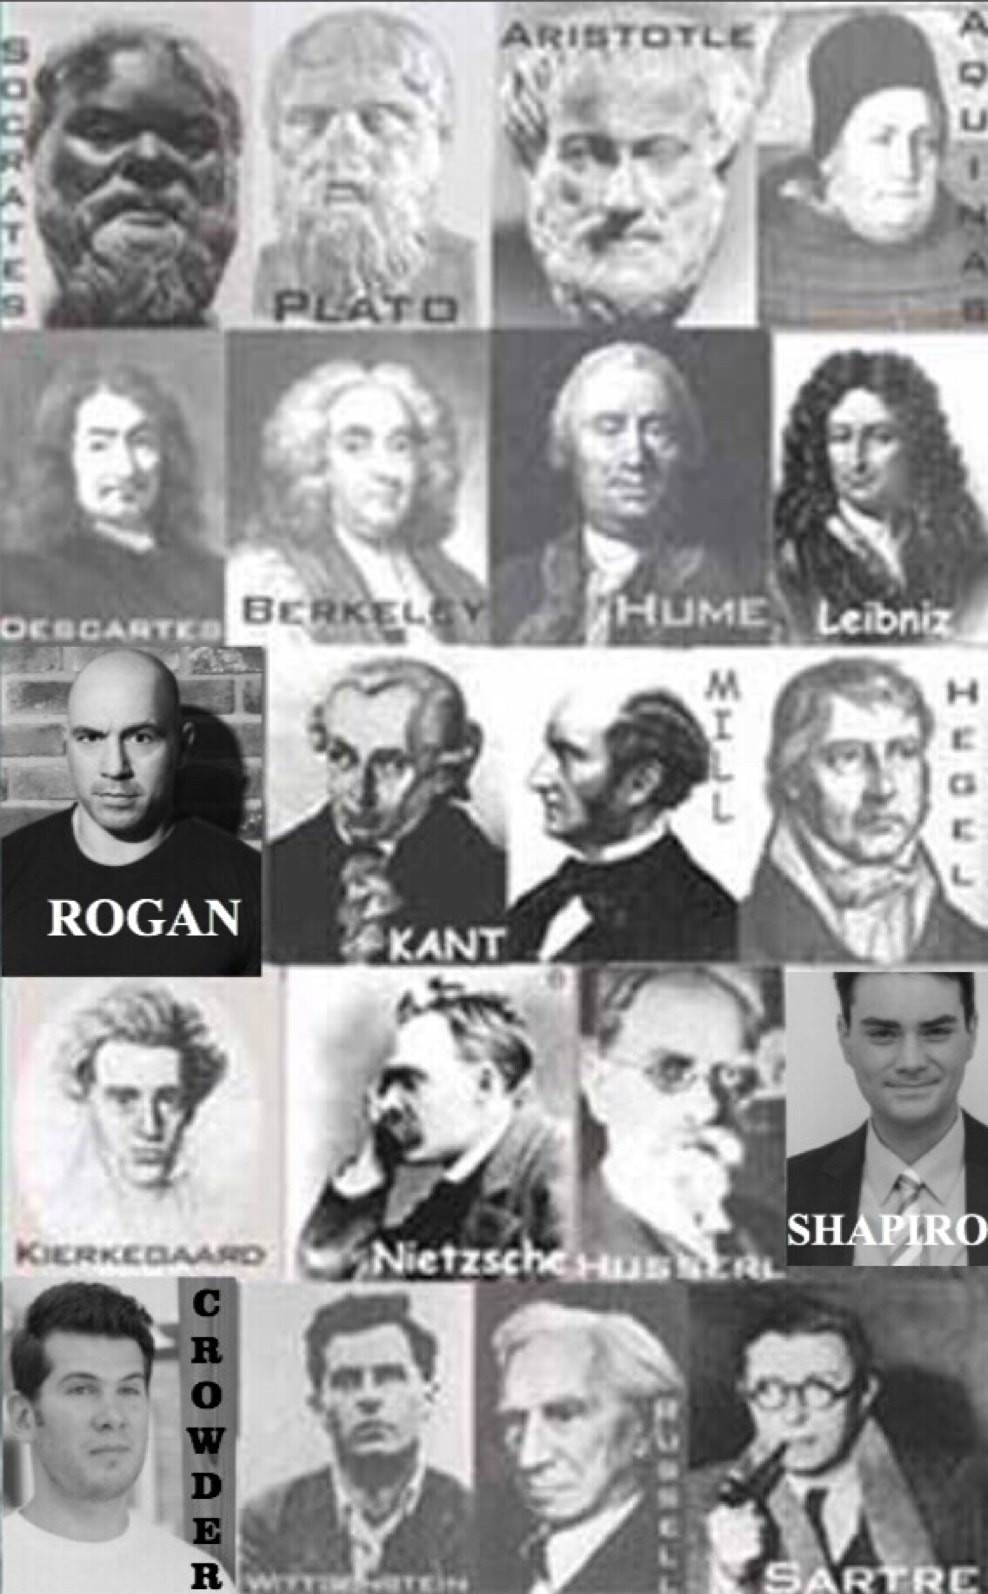 SOCRATES
PLATO
ARISTOTLE
AQUINAS
DESCARTES
BERKELEY
HUME
Leibniz
ROGAN
KANT
MILL
HEGEL
KIERKEGAARD
Nietzsche
HUSSERL
SHAPIRO
CROWDER
WITTGENSTEIN
RUSSELL
SARTRE